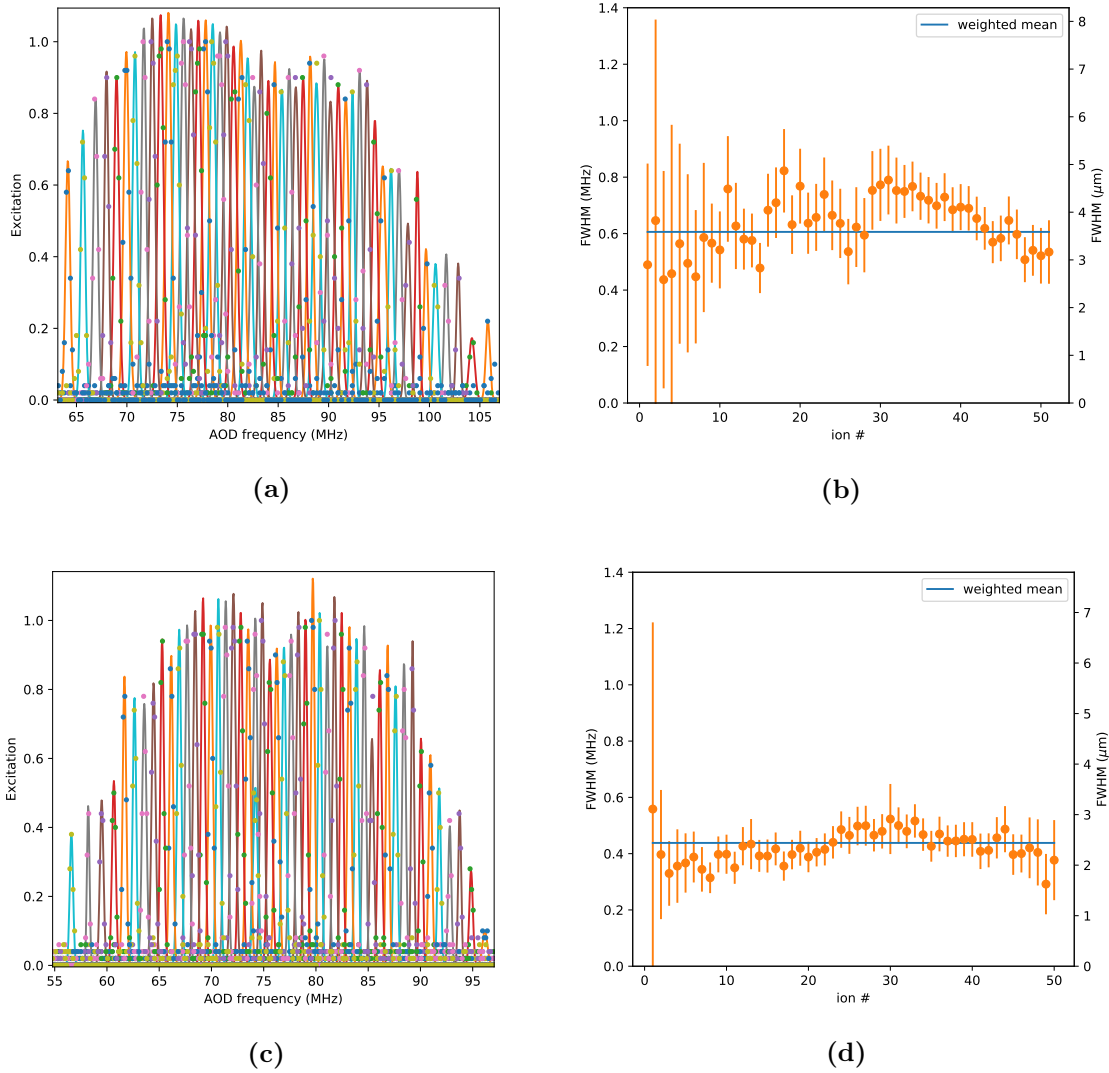 1.0
0.8
0.6
0.4
0.2
0.0
Excitation
65 70 75 80 85 90 95 100 105
AOD frequency (MHz)
(a)
1.4
1.2
1.0
0.8
0.6
0.4
0.2
0.0
FWHM (MHz)
weighted mean
8
7
6
5
4
3
2
1
0
FWHM (μm)
0 10 20 30 40 50
ion #
(b)
1.0
0.8
0.6
0.4
0.2
0.0
Excitation
55 60 65 70 75 80 85 90 95
AOD frequency (MHz)
(c)
1.4
1.2
1.0
0.8
0.6
0.4
0.2
0.0
FWHM (MHz)
weighted mean
7
6
5
4
3
2
1
0
FWHM (μm)
0 10 20 30 40 50
ion #
(d)